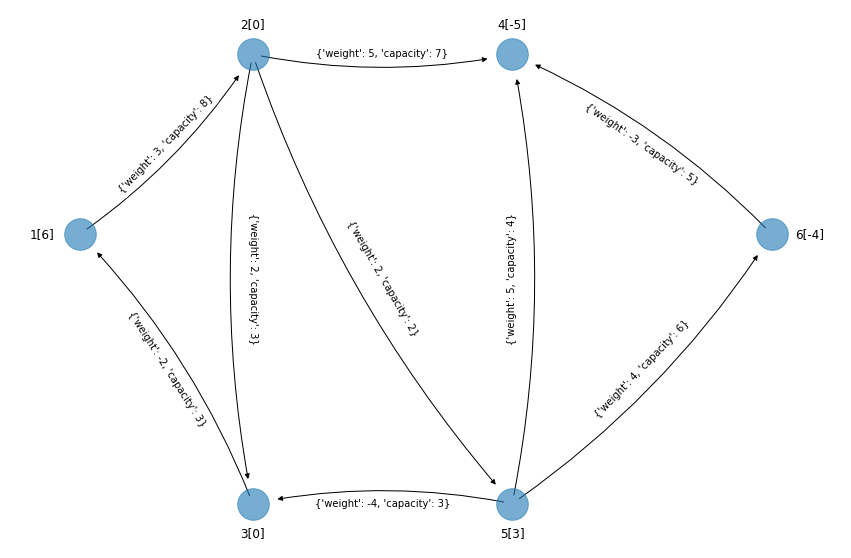 2[0]
4[-5]
{'weight': 5, 'capacity': 7}
{'weight': 3, 'capacity': 8}
{'weight': -3, 'capacity': 5}
1[6]
6[-4]
{'weight': 2, 'capacity': 3}
{'weight': 2, 'capacity': 2}
{'weight': 5, 'capacity': 4}
{'weight': -2, 'capacity': 3}
{'weight': 4, 'capacity': 6}
{'weight': -4, 'capacity': 3}
3[0]
5[3]